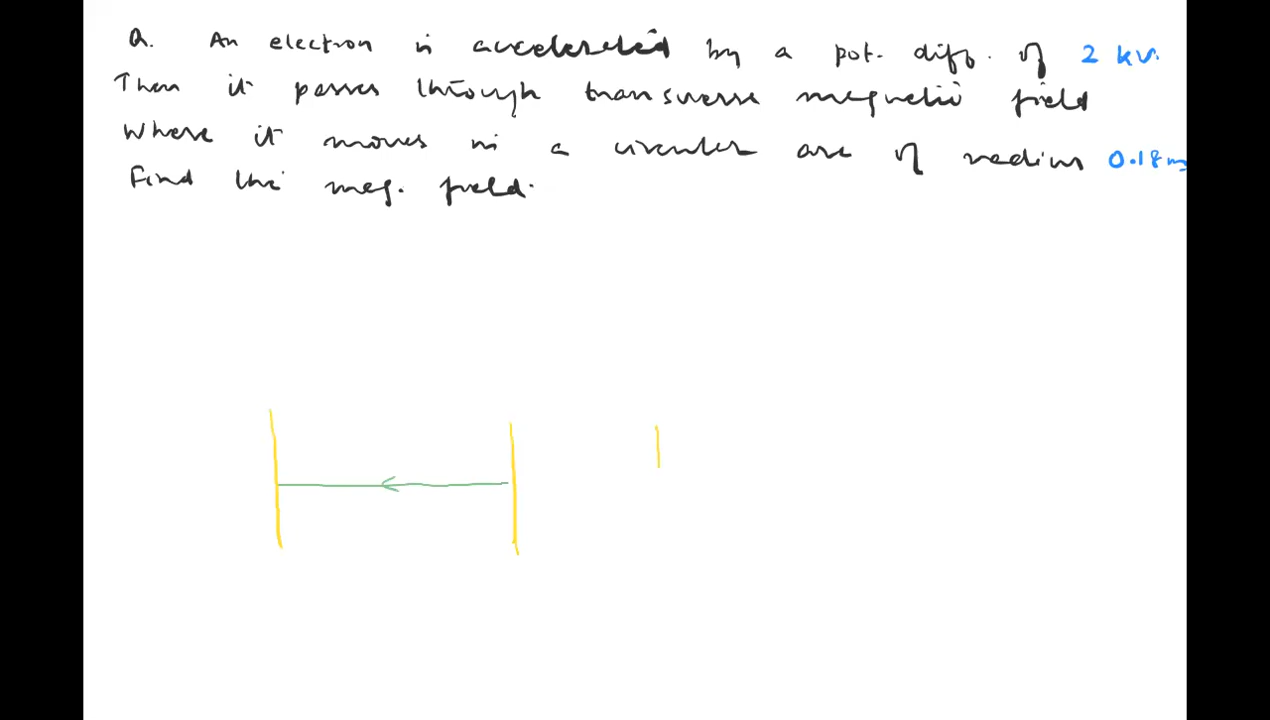 Q. An electron is accelerated by a pot. diff. of 2 kv.
Then it passes through transverse magnetic field
Where it moves in a circular arc of radius 0.18m
Find the mag. field.